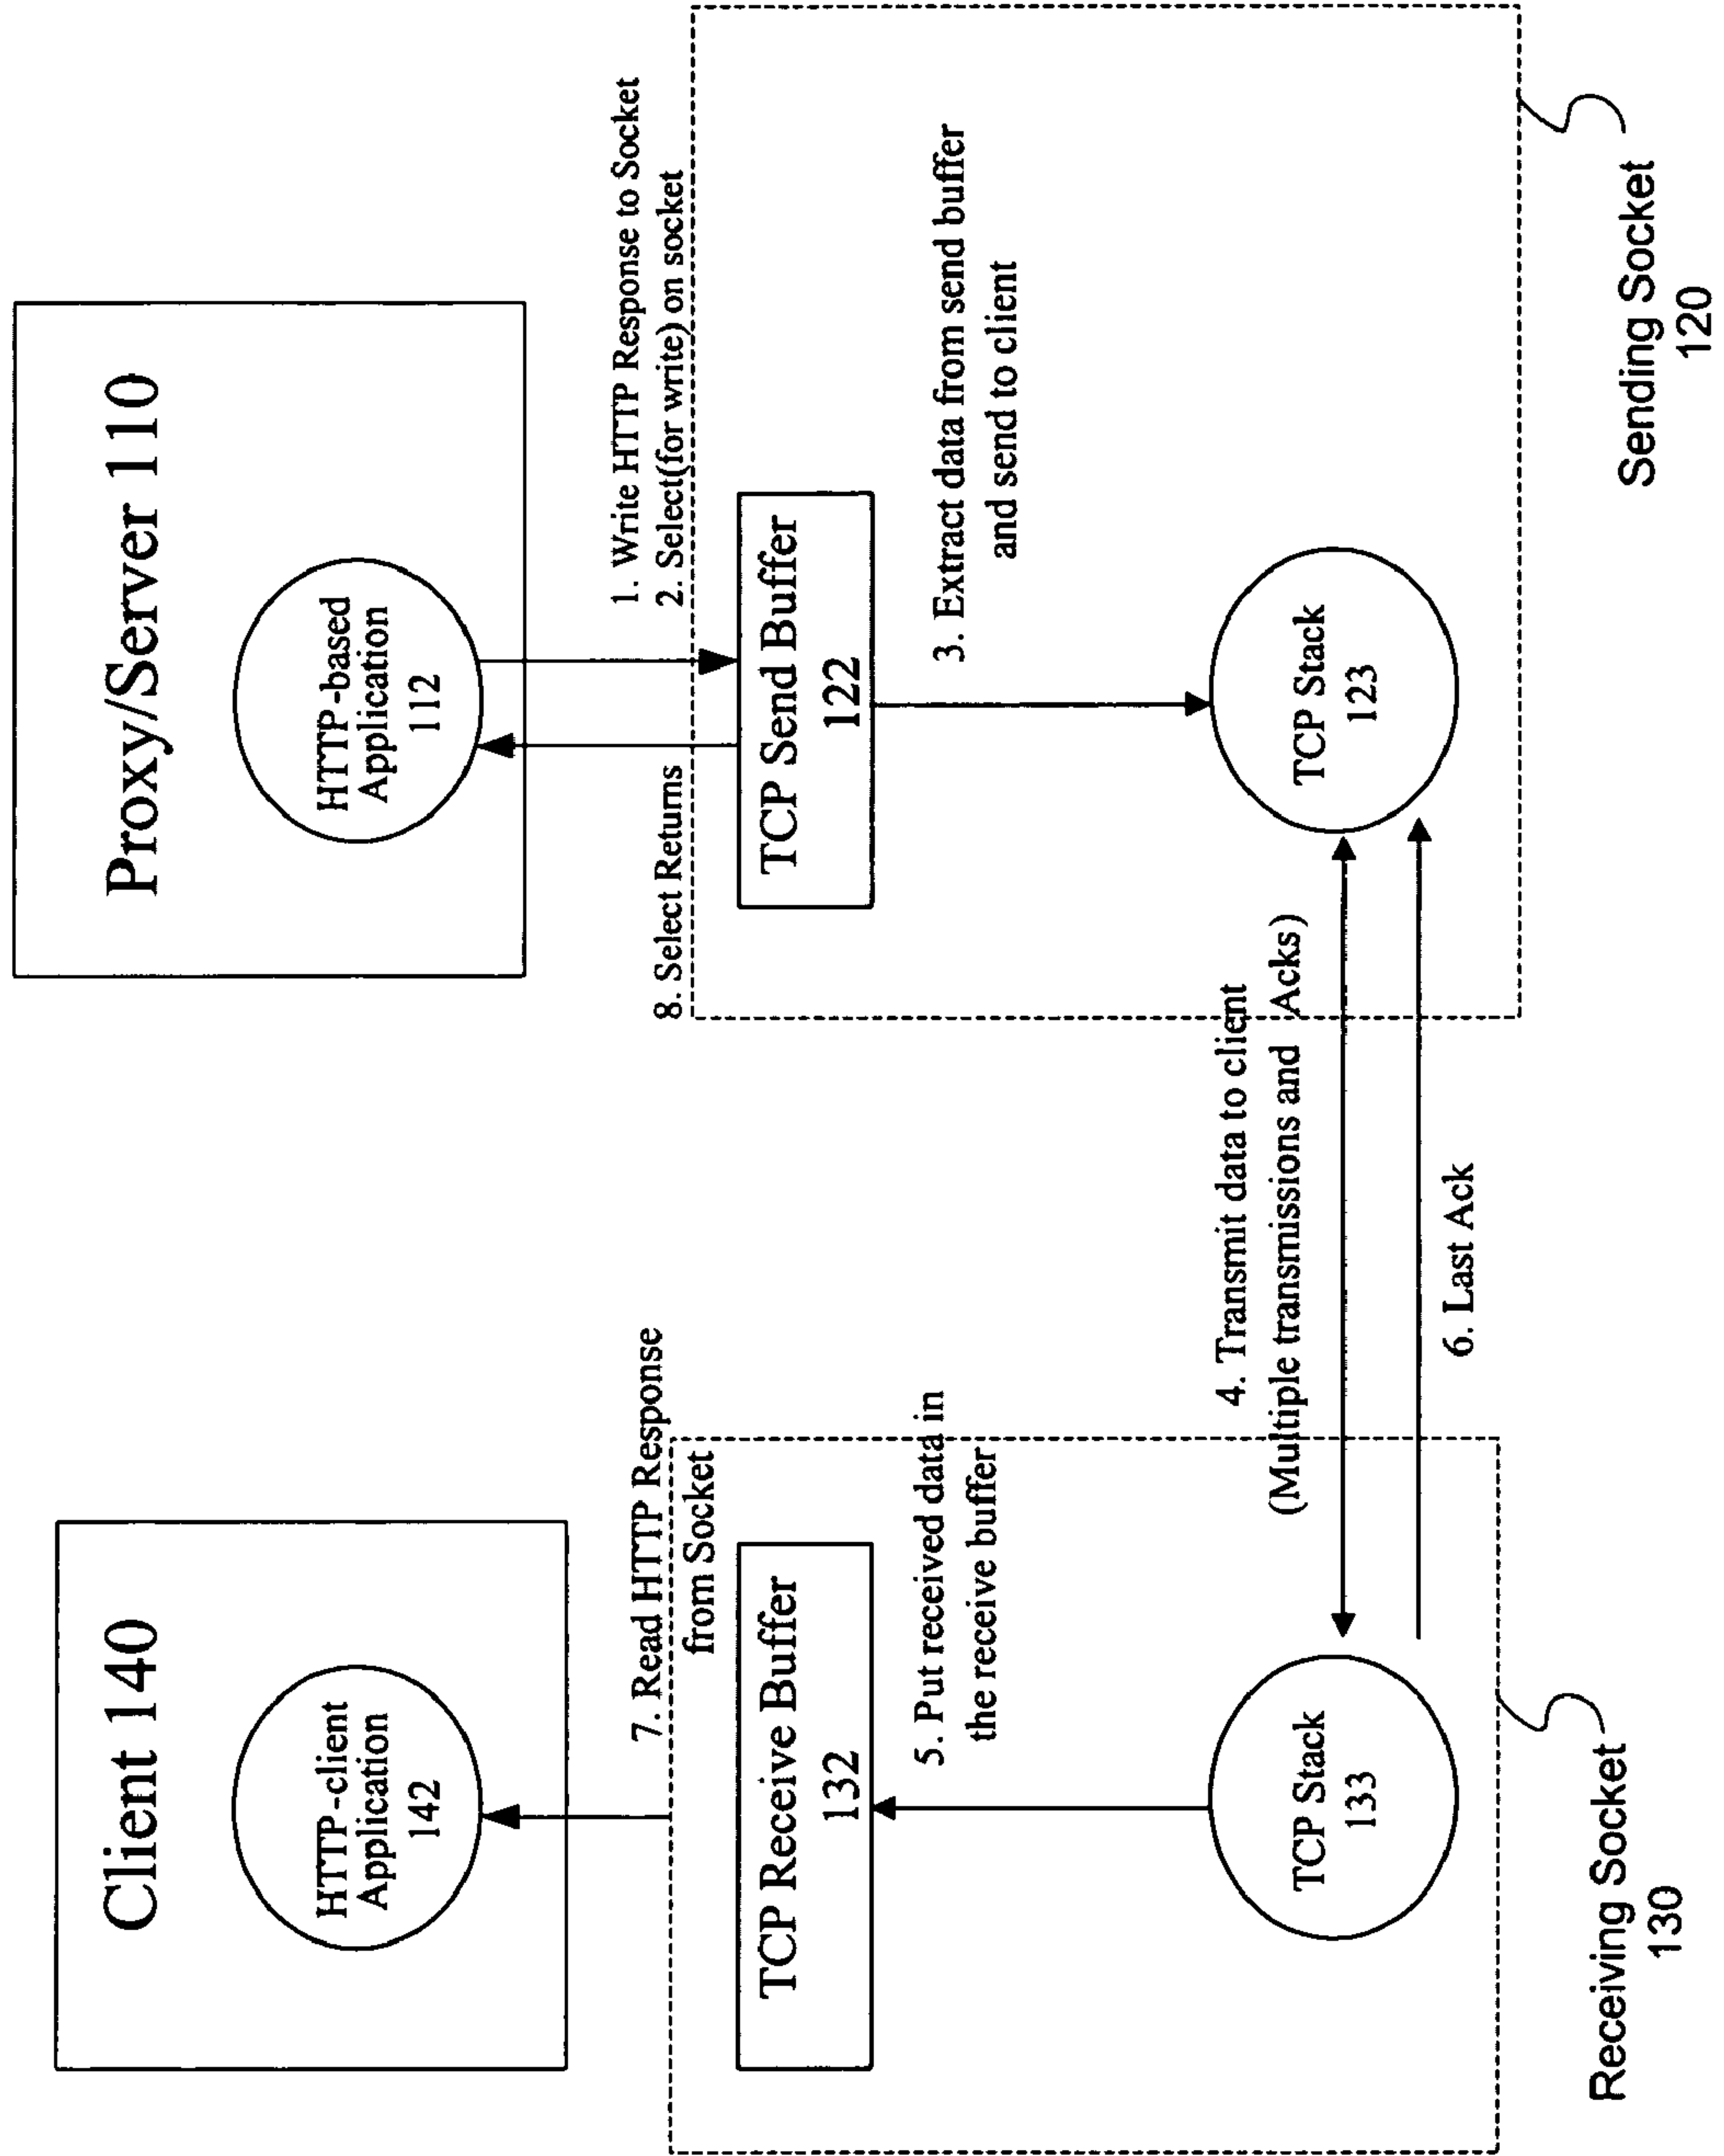 Client 140
HTTP-client
Application
142
7. Read HTTP Response
from Socket
TCP Receive Buffer
132
5. Put received data in
the receive buffer
TCP Stack
133
Receiving Socket
130
4. Transmit data to client
(Multiple transmissions and Acks)
6. Last Ack
Proxy/Server 110
HTTP-based
Application
112
8. Select Returns
1. Write HTTP Response to Socket
2. Select(for write) on socket
TCP Send Buffer
122
3. Extract data from send buffer
and send to client
TCP Stack
123
Sending Socket
120